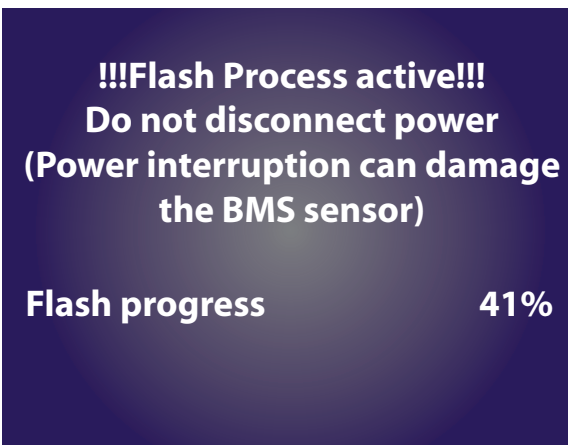 !!!Flash Process active!!!
Do not disconnect power
(Power interruption can damage
the BMS sensor)
Flash progress 41%